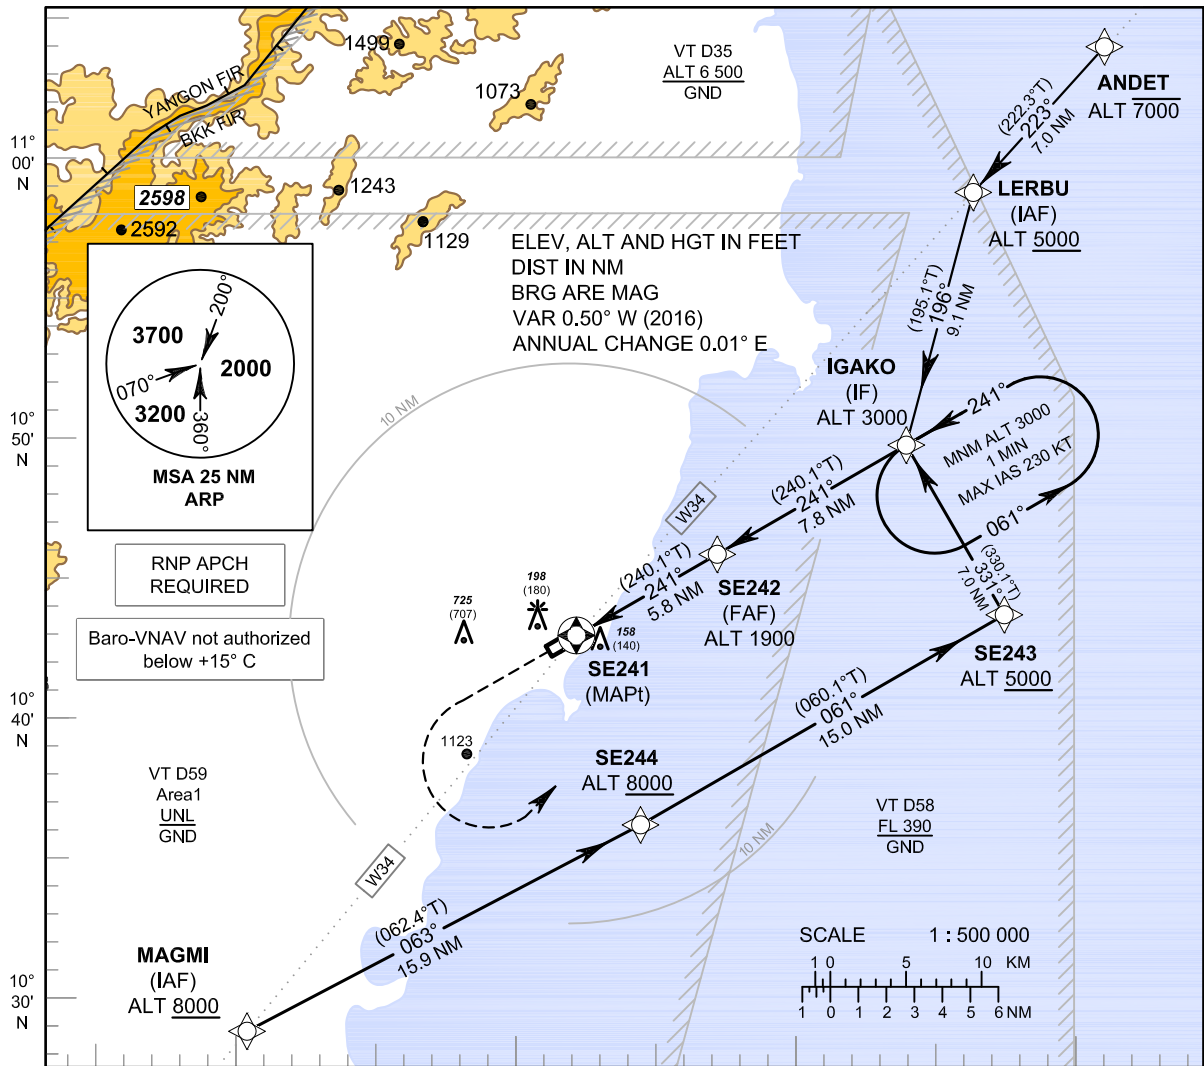 1499
VT D35
ALT 6 500
GND
1073
ANDET
ALT 7000
YANGON FIR
BKK FIR
(222.3°T)
223°
7.0 NM
11°
00'
N
2598
2592
1243
1129
LERBU
(IAF)
ALT 5000
ELEV, ALT AND HGT IN FEET
DIST IN NM
BRG ARE MAG
VAR 0.50° W (2016)
ANNUAL CHANGE 0.01° E
200°
3700
2000
070°
3200
360°
MSA 25 NM
ARP
(195.1°T)
196°
9.1 NM
IGAKO
(IF)
ALT 3000
10°
50'
N
10 NM
241°
MNM ALT 3000
1 MIN
MAX IAS 230 KT
061°
(240.1°T)
241°
7.8 NM
W34
RNP APCH
REQUIRED
Baro-VNAV not authorized
below +15° C
(240.1°T)
241°
5.8 NM
198
(180)
725
(707)
158
(140)
SE242
(FAF)
ALT 1900
(330.1°T)
331°
7.0 NM
SE241
(MAPt)
SE243
ALT 5000
10°
40'
N
(060.1°T)
061°
15.0 NM
1123
SE244
ALT 8000
VT D59
Area1
UNL
GND
VT D58
FL 390
GND
10 NM
W34
(062.4°T)
063°
15.9 NM
MAGMI
(IAF)
ALT 8000
10°
30'
N
SCALE 1 : 500 000
1 0 5 10 KM
1 0 1 2 3 4 5 6 NM